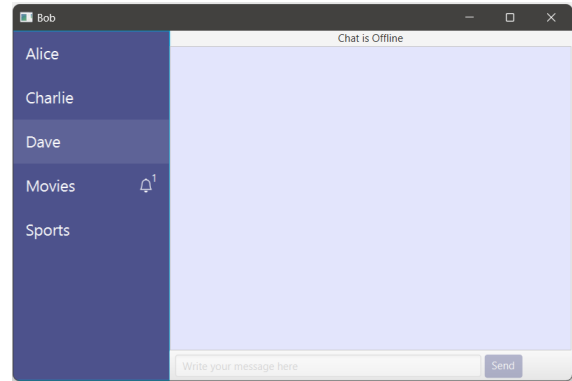 Bob
Chat is Offline
Alice
Charlie
Dave
Movies 1
Sports
Write your message here
Send